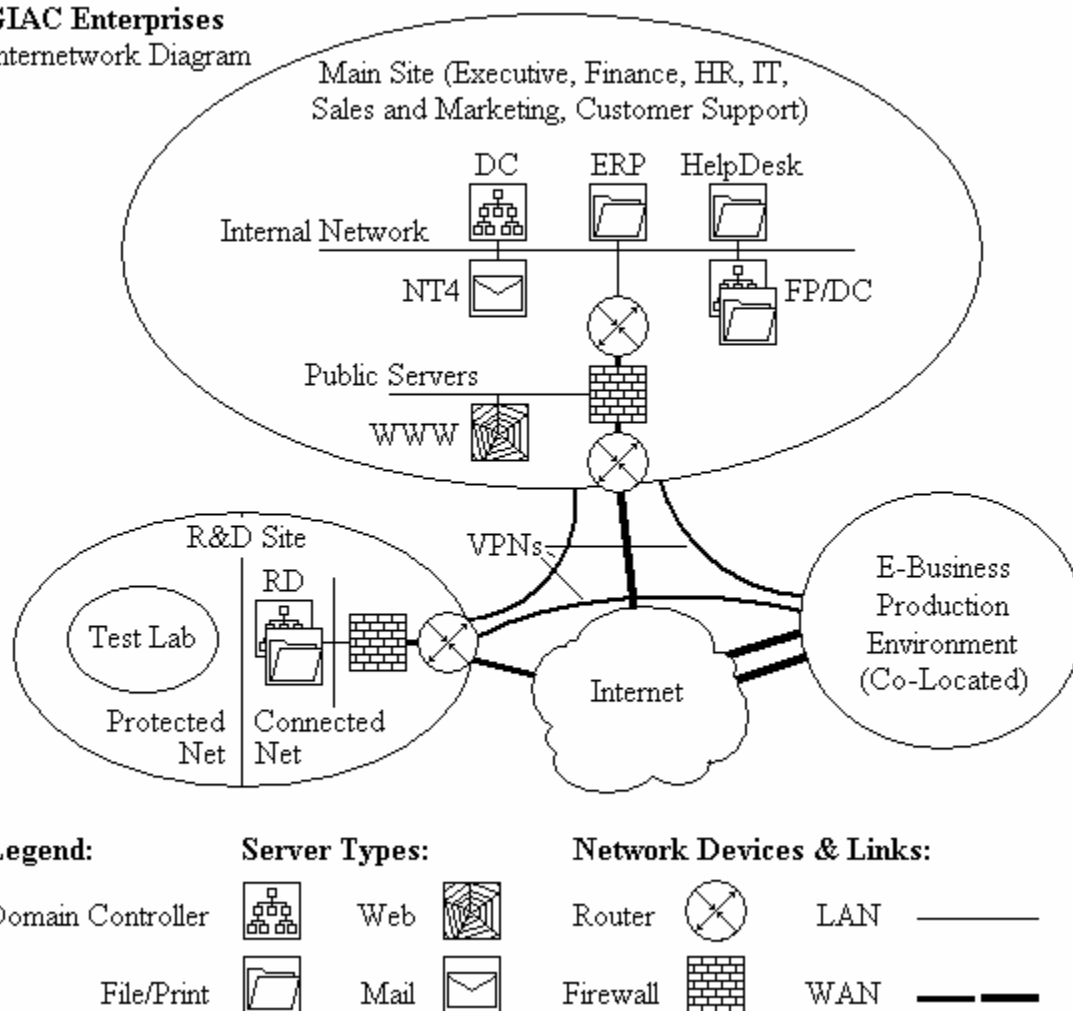 GIAC Enterprises
Internetwork Diagram
Main Site (Executive, Finance, HR, IT,
Sales and Marketing, Customer Support)
DC
ERP
HelpDesk
Internal Network
NT4
FP/DC
Public Servers
WWW
R&D Site
VPNs
RD
Test Lab
Protected
Net
Connected
Net
Internet
E-Business
Production
Environment
(Co-Located)
Legend:
Server Types:
Network Devices & Links:
Domain Controller
Web
Router
LAN
File/Print
Mail
Firewall
WAN